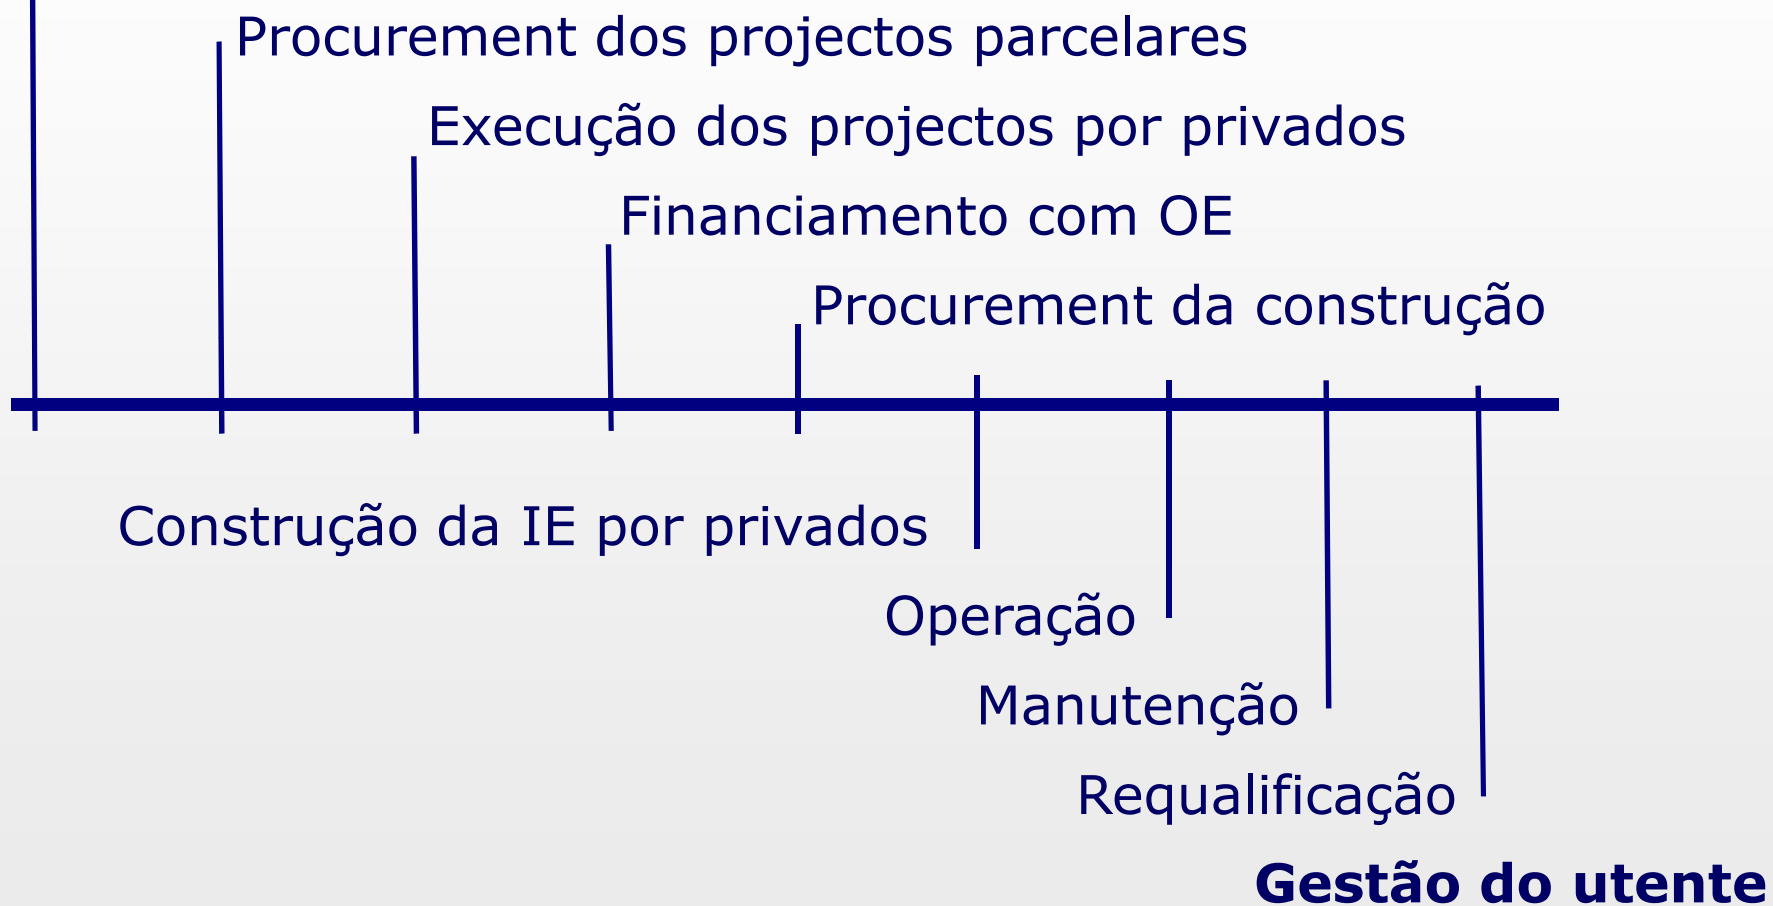 Procurement dos projectos parcelares
Execução dos projectos por privados
Financiamento com OE
Procurement da construção
Construção da IE por privados
Operação
Manutenção
Requalificação
Gestão do utente